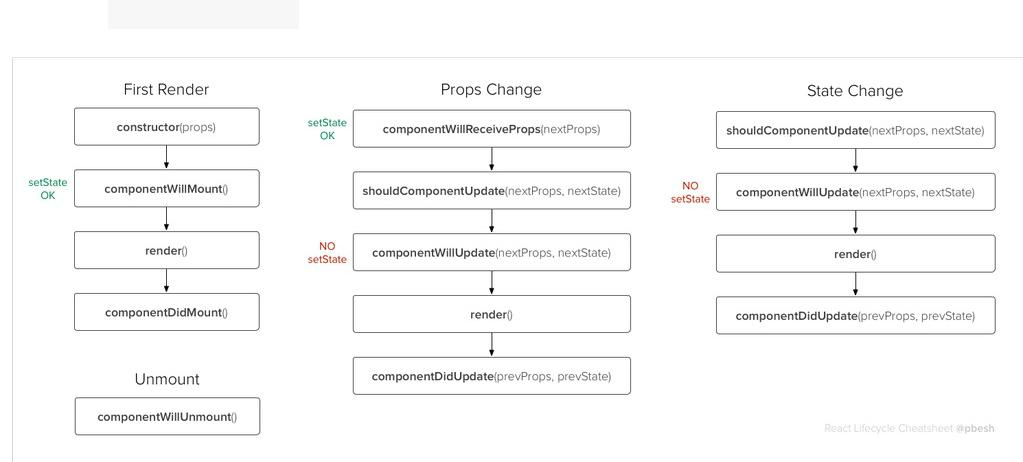 First Render
constructor(props)
setState
OK
componentWillMount()
render()
componentDidMount()
Unmount
componentWillUnmount()
Props Change
setState
OK
componentWillReceiveProps(nextProps)
shouldComponentUpdate(nextProps, nextState)
NO
setState
componentWillUpdate(nextProps, nextState)
render()
componentDidUpdate(prevProps, prevState)
State Change
shouldComponentUpdate(nextProps, nextState)
NO
setState
componentWillUpdate(nextProps, nextState)
render()
componentDidUpdate(prevProps, prevState)
React Lifecycle Cheatsheet @pbesh